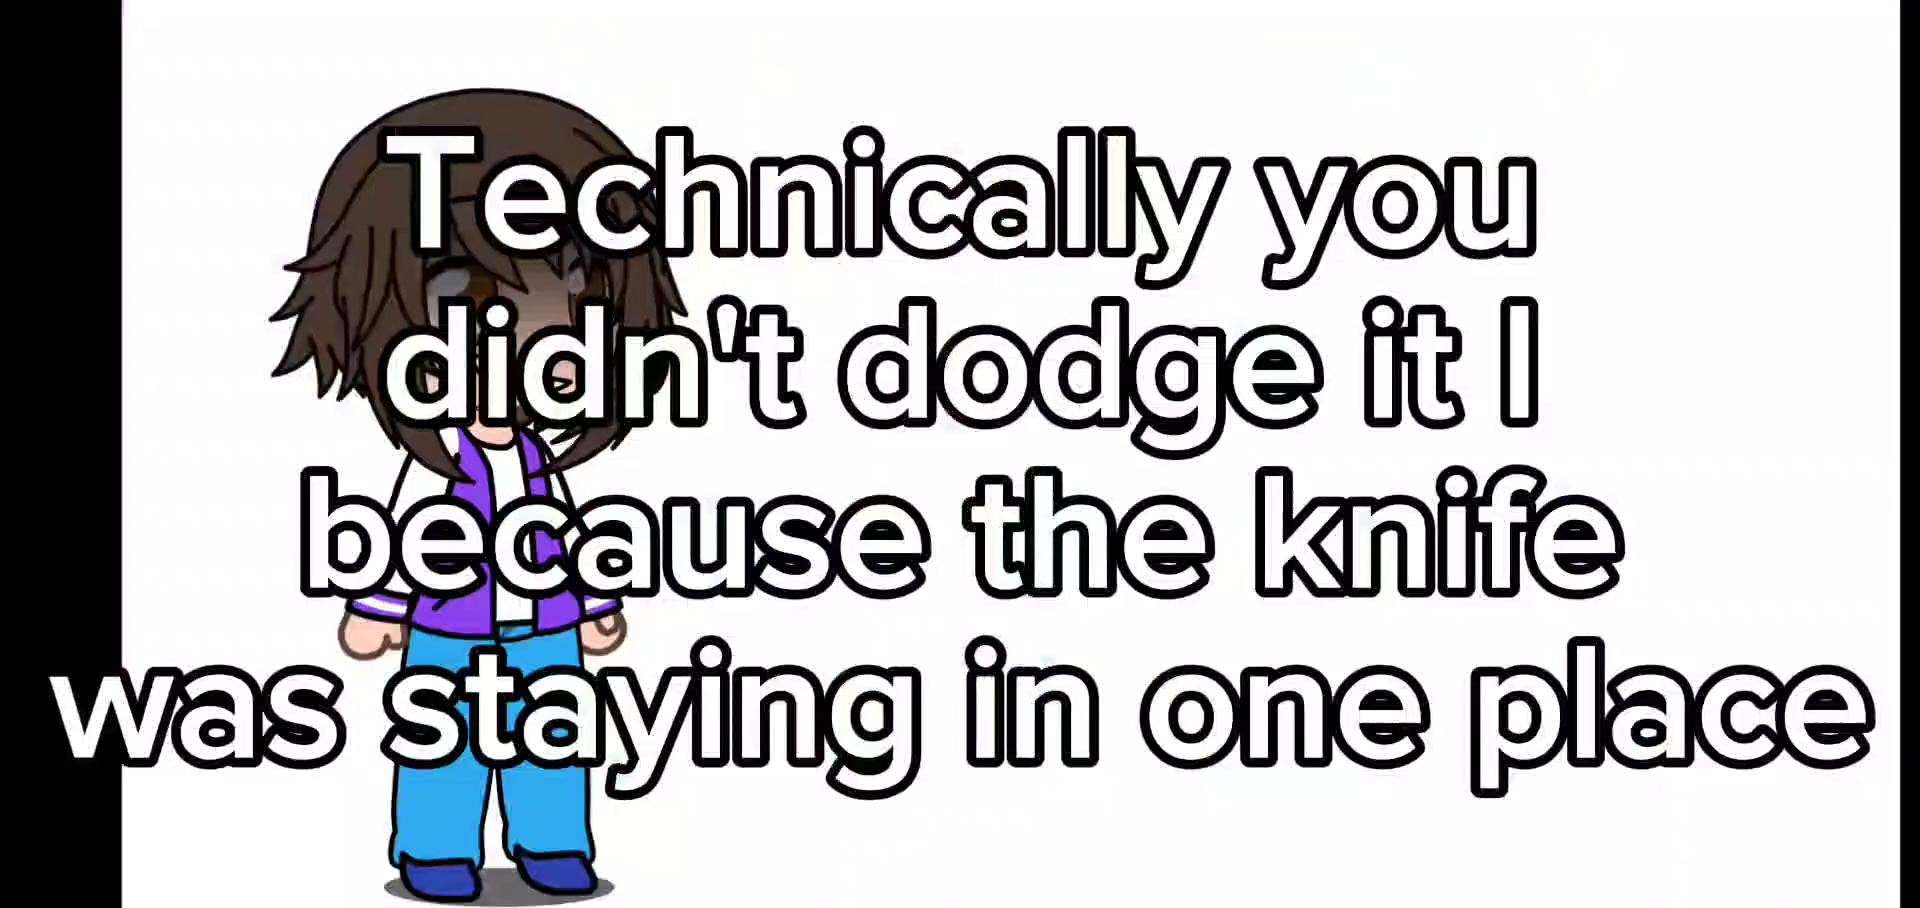 Technically you
didn't dodge it I
because the knife
was staying in one place